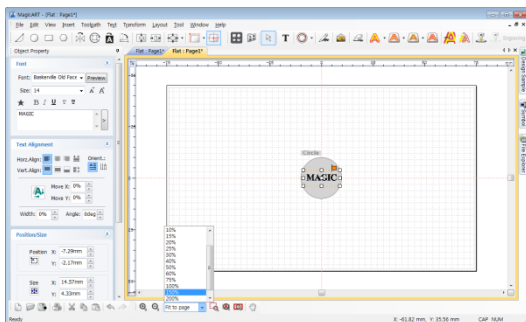 MagicART - [Flat : Page1*]
File Edit View Insert Toolpath Text Transform Layout Tool Window Help
Object Property
Flat : Page1* Flat : Page1*
Font
Font: Baskerville Old Face Preview
Size: 14
B I U
MAGIC
Text Alignment
Horz.Align: Orient.:
Vert.Align:
Move X: 0%
Move Y: 0%
Width: 0% Angle: 0deg
Position/Size
Position X: -7.29mm
Y: -2.17mm
Size X: 14.57mm
Y: 4.33mm
Circle
MAGIC
Design Sample
Symbol
File Explorer
10%
15%
20%
25%
30%
40%
50%
60%
75%
100%
150%
200%
Fit to page
Ready
X: -61.82 mm, Y: 35.56 mm CAP NUM